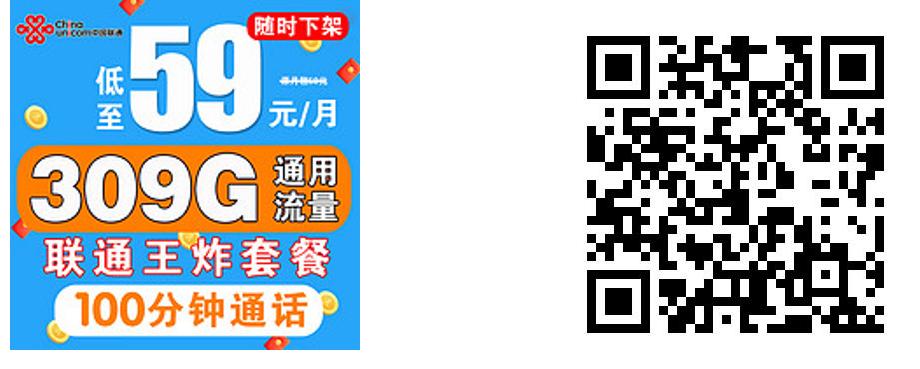 China
unicom中国联通
随时下架
低至
59
元/月
309G
通用
流量
联通王炸套餐
100分钟通话